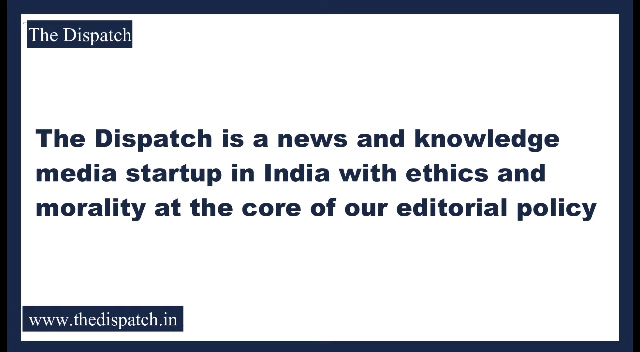 The Dispatch
The Dispatch is a news and knowledge
media startup in India with ethics and
morality at the core of our editorial policy
www.thedispatch.in